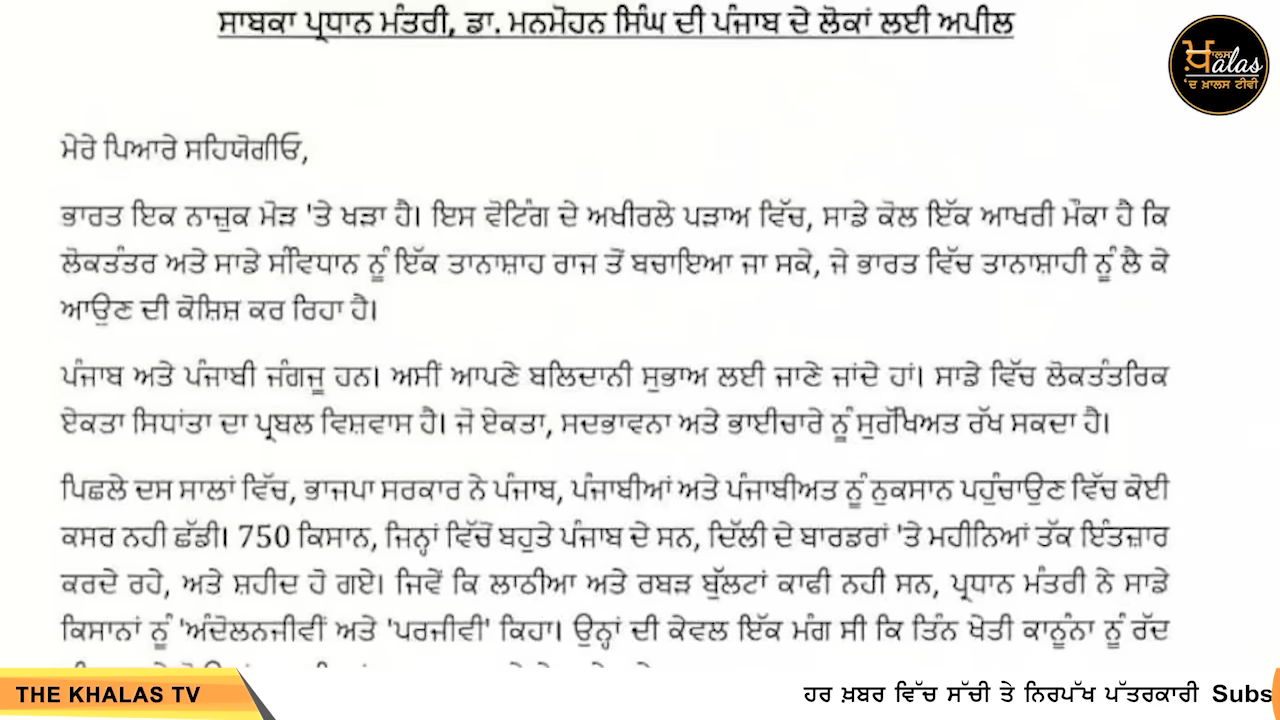 ਸਾਬਕਾ ਪ੍ਰਧਾਨ ਮੰਤਰੀ, ਡਾ. ਮਨਮੋਹਨ ਸਿੰਘ ਦੀ ਪੰਜਾਬ ਦੇ ਲੋਕਾਂ ਲਈ ਅਪੀਲ
ਖ਼ਾਲਸ
alas
'ਦ ਖ਼ਾਲਸ ਟੀਵੀ
ਮੇਰੇ ਪਿਆਰੇ ਸਹਿਯੋਗੀਓ,
ਭਾਰਤ ਇਕ ਨਾਜ਼ੁਕ ਮੋੜ 'ਤੇ ਖੜਾ ਹੈ। ਇਸ ਵੋਟਿੰਗ ਦੇ ਅਖੀਰਲੇ ਪੜਾਅ ਵਿੱਚ, ਸਾਡੇ ਕੋਲ ਇੱਕ ਆਖਰੀ ਮੌਕਾ ਹੈ ਕਿ
ਲੋਕਤੰਤਰ ਅਤੇ ਸਾਡੇ ਸੰਵਿਧਾਨ ਨੂੰ ਇੱਕ ਤਾਨਾਸ਼ਾਹ ਰਾਜ ਤੋਂ ਬਚਾਇਆ ਜਾ ਸਕੇ, ਜੇ ਭਾਰਤ ਵਿੱਚ ਤਾਨਾਸ਼ਾਹੀ ਨੂੰ ਲੈ ਕੇ
ਆਉਣ ਦੀ ਕੋਸ਼ਿਸ਼ ਕਰ ਰਿਹਾ ਹੈ।
ਪੰਜਾਬ ਅਤੇ ਪੰਜਾਬੀ ਜੰਗਜੂ ਹਨ। ਅਸੀਂ ਆਪਣੇ ਬਲਿਦਾਨੀ ਸੁਭਾਅ ਲਈ ਜਾਣੇ ਜਾਂਦੇ ਹਾਂ। ਸਾਡੇ ਵਿੱਚ ਲੋਕਤੰਤਰਿਕ
ਏਕਤਾ ਸਿਧਾਂਤਾ ਦਾ ਪ੍ਰਬਲ ਵਿਸ਼ਵਾਸ ਹੈ। ਜੋ ਏਕਤਾ, ਸਦਭਾਵਨਾ ਅਤੇ ਭਾਈਚਾਰੇ ਨੂੰ ਸੁਰੱਖਿਅਤ ਰੱਖ ਸਕਦਾ ਹੈ।
ਪਿਛਲੇ ਦਸ ਸਾਲਾਂ ਵਿੱਚ, ਭਾਜਪਾ ਸਰਕਾਰ ਨੇ ਪੰਜਾਬ, ਪੰਜਾਬੀਆਂ ਅਤੇ ਪੰਜਾਬੀਅਤ ਨੂੰ ਨੁਕਸਾਨ ਪਹੁੰਚਾਉਣ ਵਿੱਚ ਕੋਈ
ਕਸਰ ਨਹੀ ਛੱਡੀ। 750 ਕਿਸਾਨ, ਜਿਨ੍ਹਾਂ ਵਿੱਚੋਂ ਬਹੁਤੇ ਪੰਜਾਬ ਦੇ ਸਨ, ਦਿੱਲੀ ਦੇ ਬਾਰਡਰਾਂ 'ਤੇ ਮਹੀਨਿਆਂ ਤੱਕ ਇੰਤਜ਼ਾਰ
ਕਰਦੇ ਰਹੇ, ਅਤੇ ਸ਼ਹੀਦ ਹੋ ਗਏ। ਜਿਵੇਂ ਕਿ ਲਾਠੀਆ ਅਤੇ ਰਬੜ ਬੁੱਲਟਾਂ ਕਾਫੀ ਨਹੀ ਸਨ, ਪ੍ਰਧਾਨ ਮੰਤਰੀ ਨੇ ਸਾਡੇ
ਕਿਸਾਨਾਂ ਨੂੰ 'ਅੰਦੋਲਨਜੀਵੀਂ ਅਤੇ 'ਪਰਜੀਵੀ' ਕਿਹਾ। ਉਨ੍ਹਾਂ ਦੀ ਕੇਵਲ ਇੱਕ ਮੰਗ ਸੀ ਕਿ ਤਿੰਨ ਖੇਤੀ ਕਾਨੂੰਨਾ ਨੂੰ ਰੱਦ
THE KHALAS TV
ਹਰ ਖ਼ਬਰ ਵਿੱਚ ਸੱਚੀ ਤੇ ਨਿਰਪੱਖ ਪੱਤਰਕਾਰੀ Subs